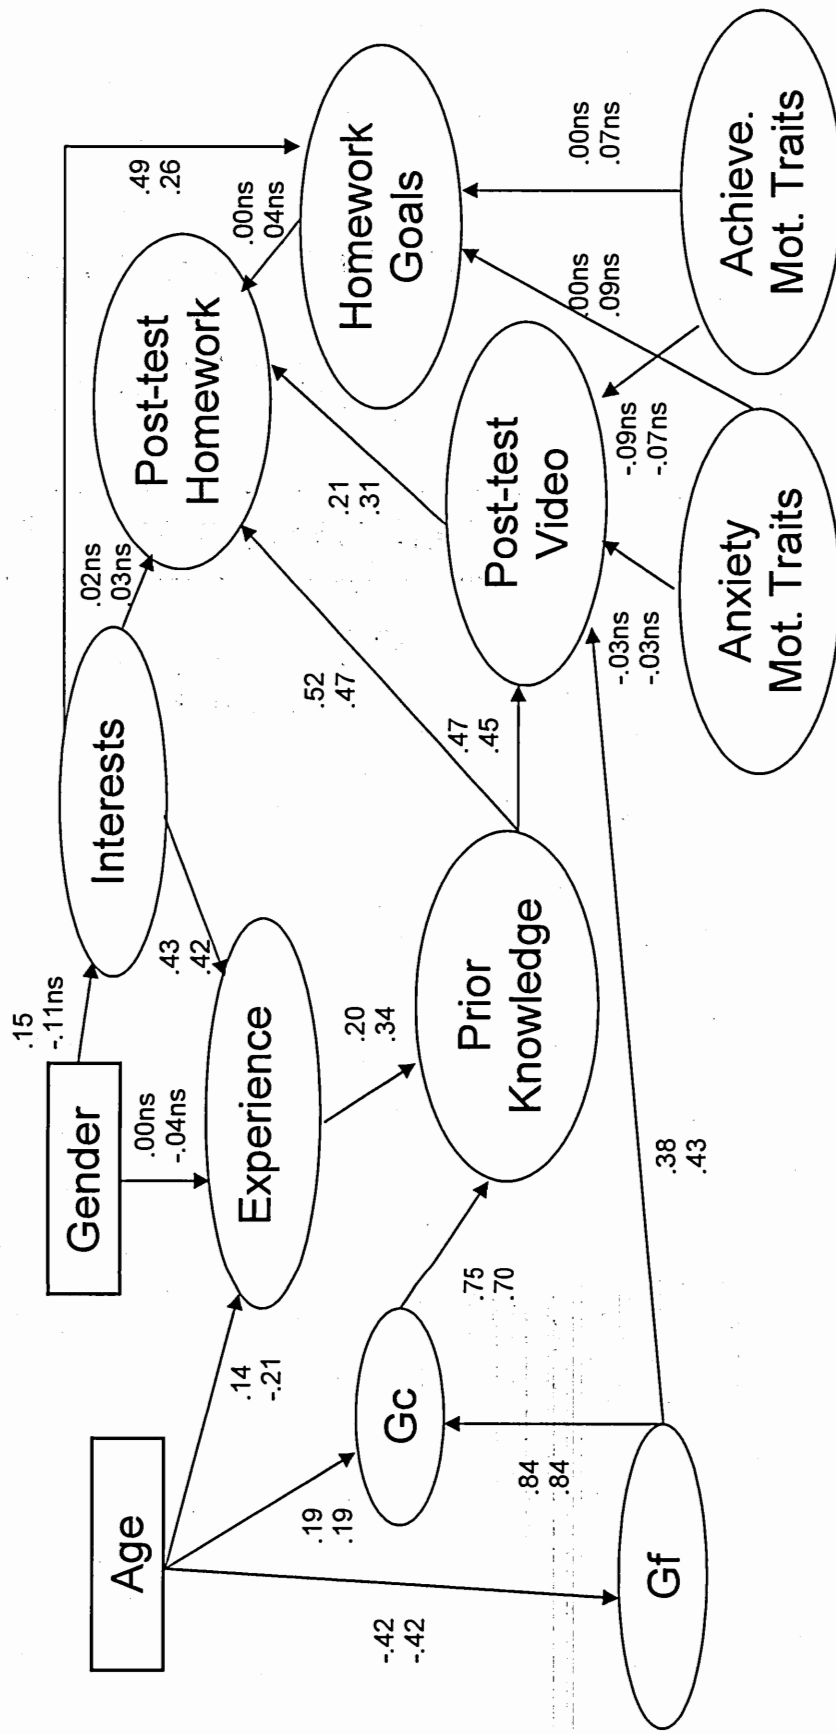 Age
Gender
.15
-.11ns
Interests
.49
.26
.00ns
-.04ns
.02ns
.03ns
Post-test
Homework
.14
-.21
Experience
.43
.42
.00ns
.04ns
Homework
Goals
.19
.19
Gc
.20
.34
.52
.47
.21
.31
.75
.70
Prior
Knowledge
.47
.45
Post-test
Video
.00ns
.09ns
.00ns
.07ns
-.42
-.42
.84
.84
.38
.43
-.03ns
-.03ns
-.09ns
-.07ns
Gf
Anxiety
Mot. Traits
Achieve.
Mot. Traits